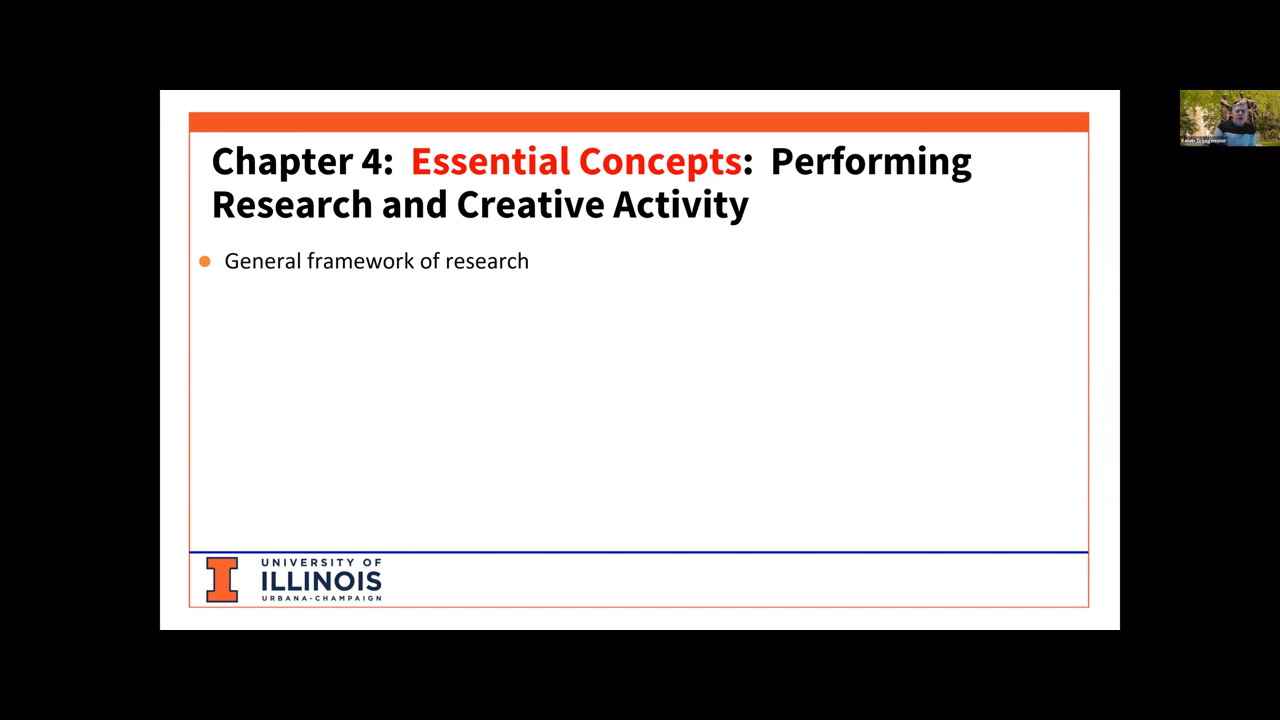 Chapter 4: Essential Concepts: Performing
Research and Creative Activity
General framework of research
UNIVERSITY OF
ILLINOIS
URBANA-CHAMPAIGN